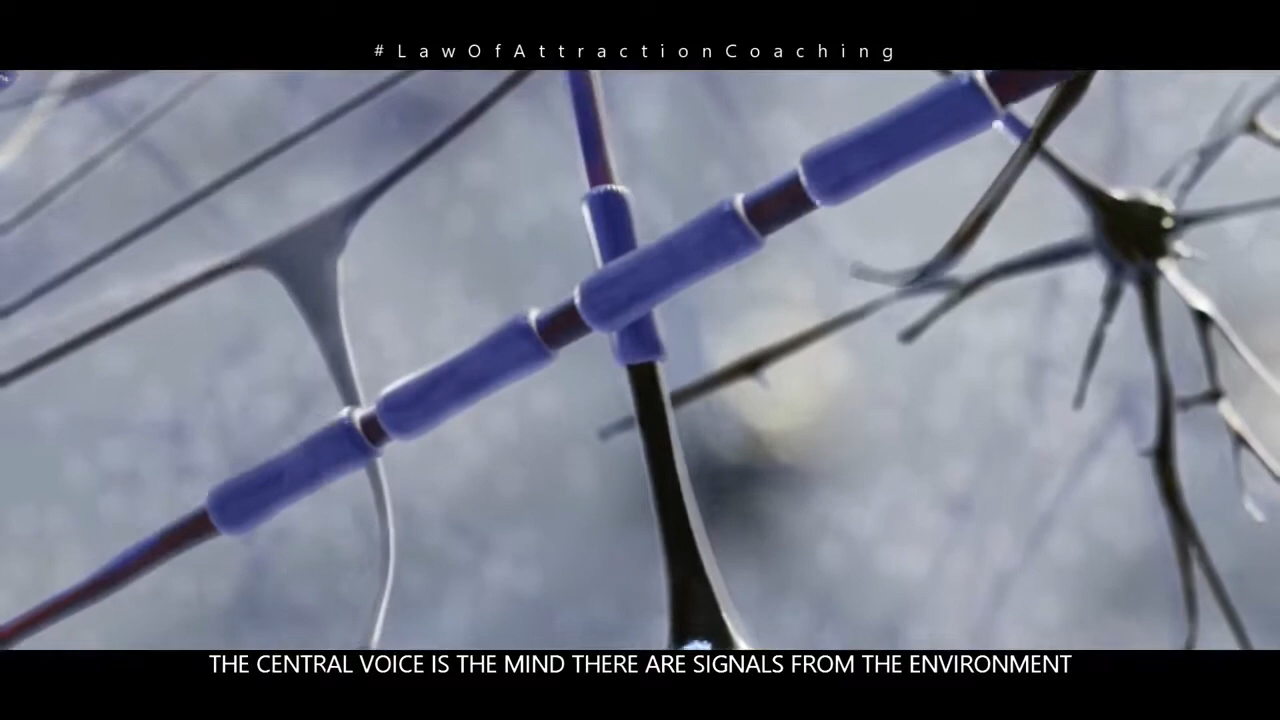 #LawOfAttractionCoaching
THE CENTRAL VOICE IS THE MIND THERE ARE SIGNALS FROM THE ENVIRONMENT